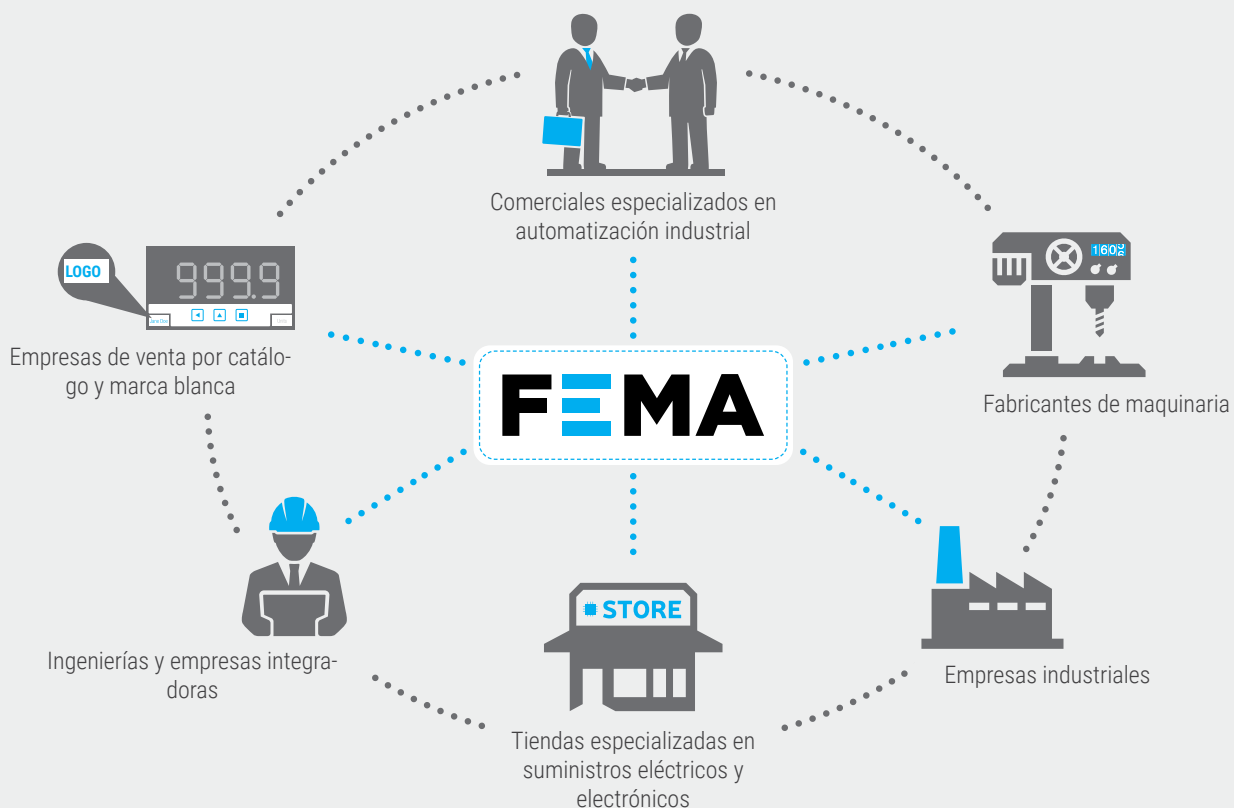 Comerciales especializados en
automatización industrial
LOGO
999.9
Empresas de venta por catálo-
go y marca blanca
160
Fabricantes de maquinaria
FEMA
Ingenierías y empresas integra-
doras
STORE
Tiendas especializadas en
suministros eléctricos y
electrónicos
Empresas industriales